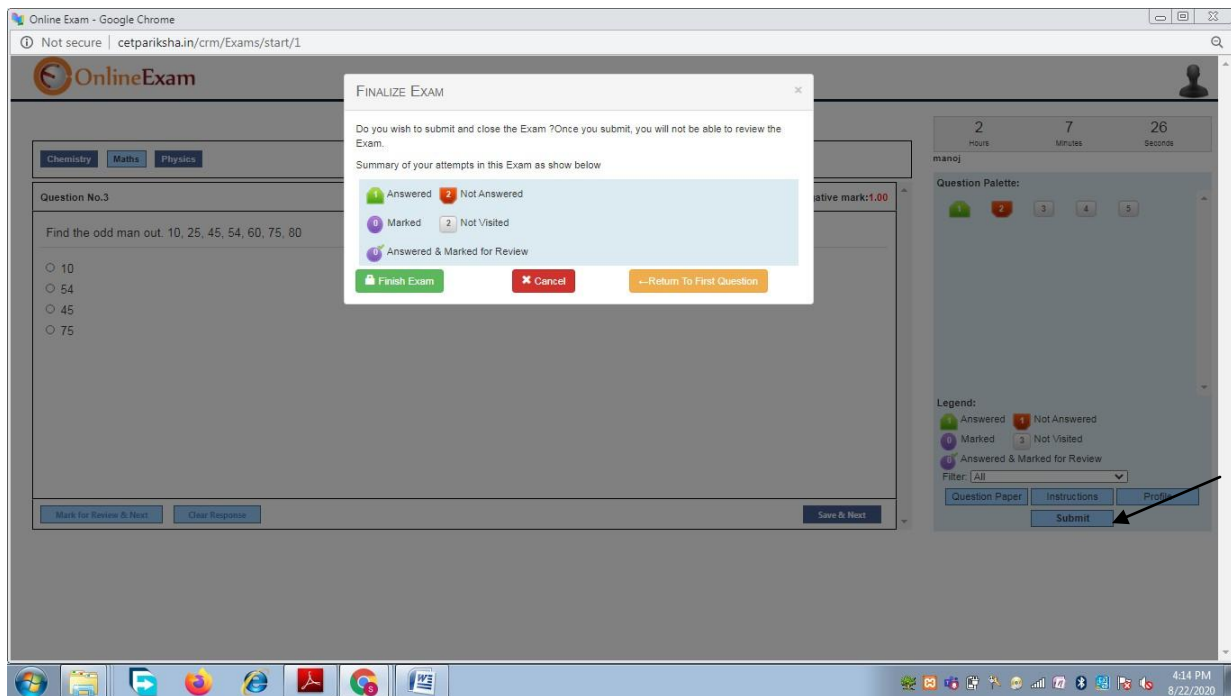 Online Exam - Google Chrome
Not secure | cetpariksha.in/crm/Exams/start/1
OnlineExam
FINALIZE EXAM ×
Do you wish to submit and close the Exam ?Once you submit, you will not be able to review the
Exam.
Summary of your attempts in this Exam as show below
1 Answered 2 Not Answered
0 Marked 2 Not Visited
0 Answered & Marked for Review
Finish Exam ✖ Cancel ←Return To First Question
2 7 26
Hours Minutes Seconds
manoj
Chemistry Maths Physics
Question No.3 ative mark:1.00
Find the odd man out. 10, 25, 45, 54, 60, 75, 80
10
54
45
75
Mark for Review & Next Clear Response Save & Next
Question Palette:
1 2 3 4 5
Legend:
1 Answered 1 Not Answered
0 Marked 3 Not Visited
0 Answered & Marked for Review
Filter: All
Question Paper Instructions Profile
Submit
4:14 PM
8/22/2020